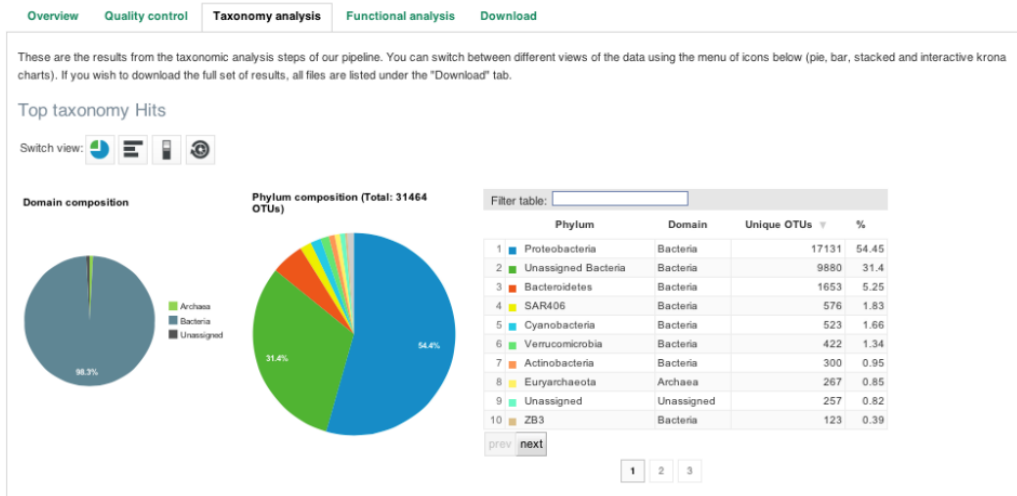 Overview Quality control Taxonomy analysis Functional analysis Download
These are the results from the taxonomic analysis steps of our pipeline. You can switch between different views of the data using the menu of icons below (pie, bar, stacked and interactive krona
charts). If you wish to download the full set of results, all files are listed under the "Download" tab.
Top taxonomy Hits
Switch view:
Domain composition
Archaea
Bacteria
Unassigned
98.3%
Phylum composition (Total: 31464
OTUs)
54.4%
31.4%
Filter table:
Phylum Domain Unique OTUs ▼ %
1 Proteobacteria Bacteria 17131 54.45
2 Unassigned Bacteria Bacteria 9880 31.4
3 Bacteroidetes Bacteria 1653 5.25
4 SAR406 Bacteria 576 1.83
5 Cyanobacteria Bacteria 523 1.66
6 Verrucomicrobia Bacteria 422 1.34
7 Actinobacteria Bacteria 300 0.95
8 Euryarchaeota Archaea 267 0.85
9 Unassigned Unassigned 257 0.82
10 ZB3 Bacteria 123 0.39
prev next
1 2 3